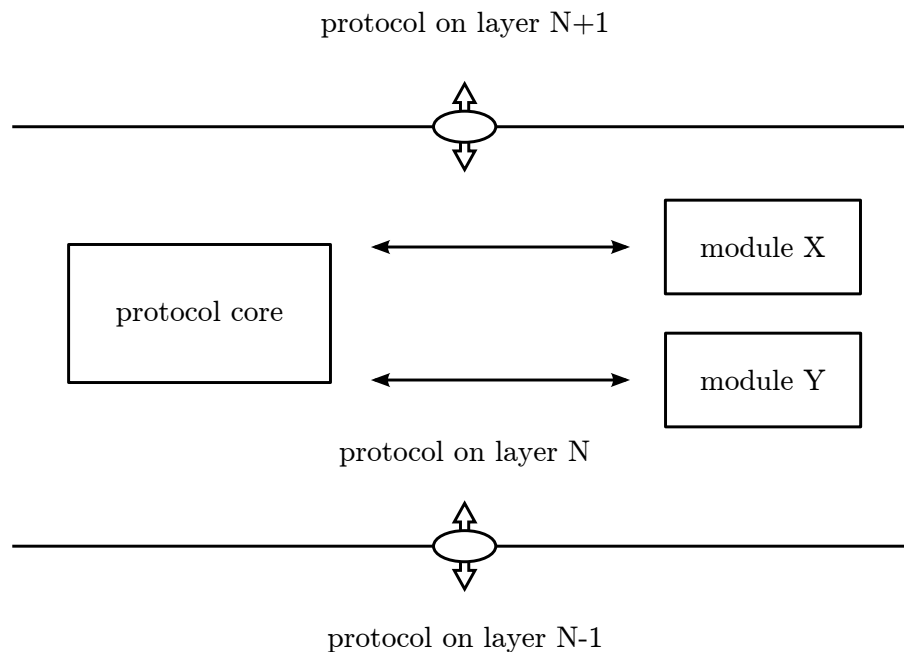 protocol on layer N+1
module X
protocol core
module Y
protocol on layer N
protocol on layer N-1